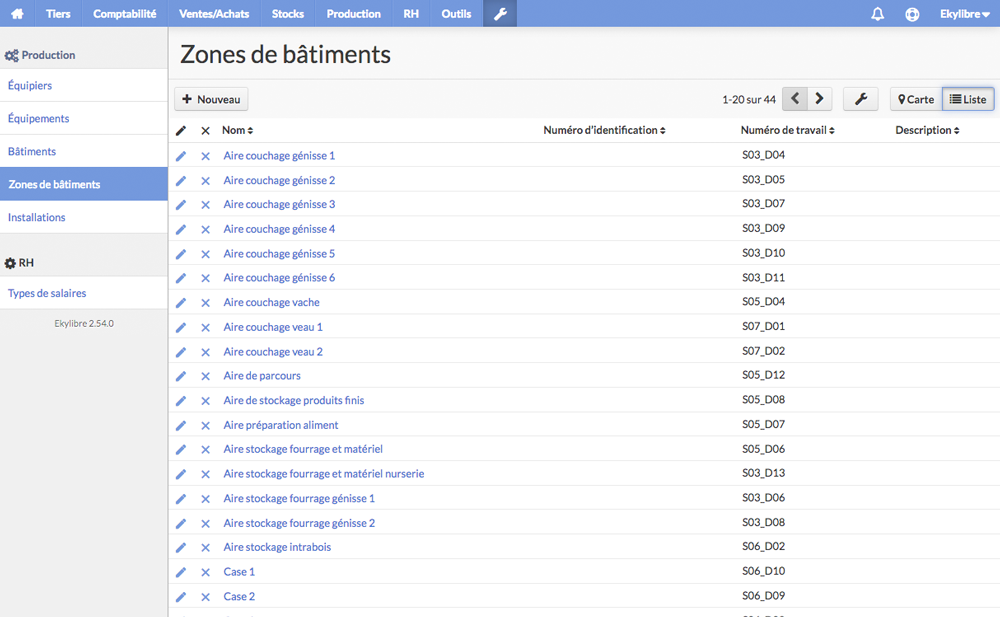 Tiers Comptabilité Ventes/Achats Stocks Production RH Outils Ekylibre
Production
Équipiers
Équipements
Bâtiments
Zones de bâtiments
Installations
RH
Types de salaires
Ekylibre 2.54.0
Zones de bâtiments
Nouveau 1-20 sur 44 Carte Liste
Nom Numéro d'identification Numéro de travail Description
Aire couchage génisse 1 S03_D04
Aire couchage génisse 2 S03_D05
Aire couchage génisse 3 S03_D07
Aire couchage génisse 4 S03_D09
Aire couchage génisse 5 S03_D10
Aire couchage génisse 6 S03_D11
Aire couchage vache S05_D04
Aire couchage veau 1 S07_D01
Aire couchage veau 2 S07_D02
Aire de parcours S05_D12
Aire de stockage produits finis S05_D08
Aire préparation aliment S05_D07
Aire stockage fourrage et matériel S05_D06
Aire stockage fourrage et matériel nurserie S03_D13
Aire stockage fourrage génisse 1 S03_D06
Aire stockage fourrage génisse 2 S03_D08
Aire stockage intrabois S06_D02
Case 1 S06_D10
Case 2 S06_D09